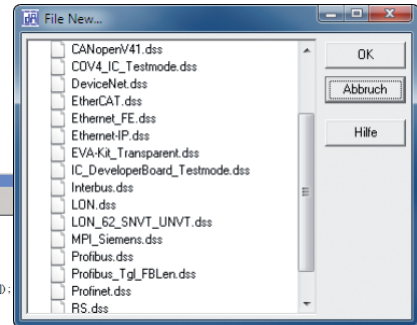 File New...
CANopenV41.dss
COV4_IC_Testmode.dss
DeviceNet.dss
EtherCAT.dss
Ethernet_FE.dss
Ethernet-IP.dss
EVA-Kit_Transparent.dss
IC_DeveloperBoard_Testmode.dss
Interbus.dss
LON.dss
LON_62_SNVT_UNVT.dss
MPI_Siemens.dss
Profibus.dss
Profibus_Tgl_FBLen.dss
Profinet.dss
RS.dss
OK
Abbruch
Hilfe
D: